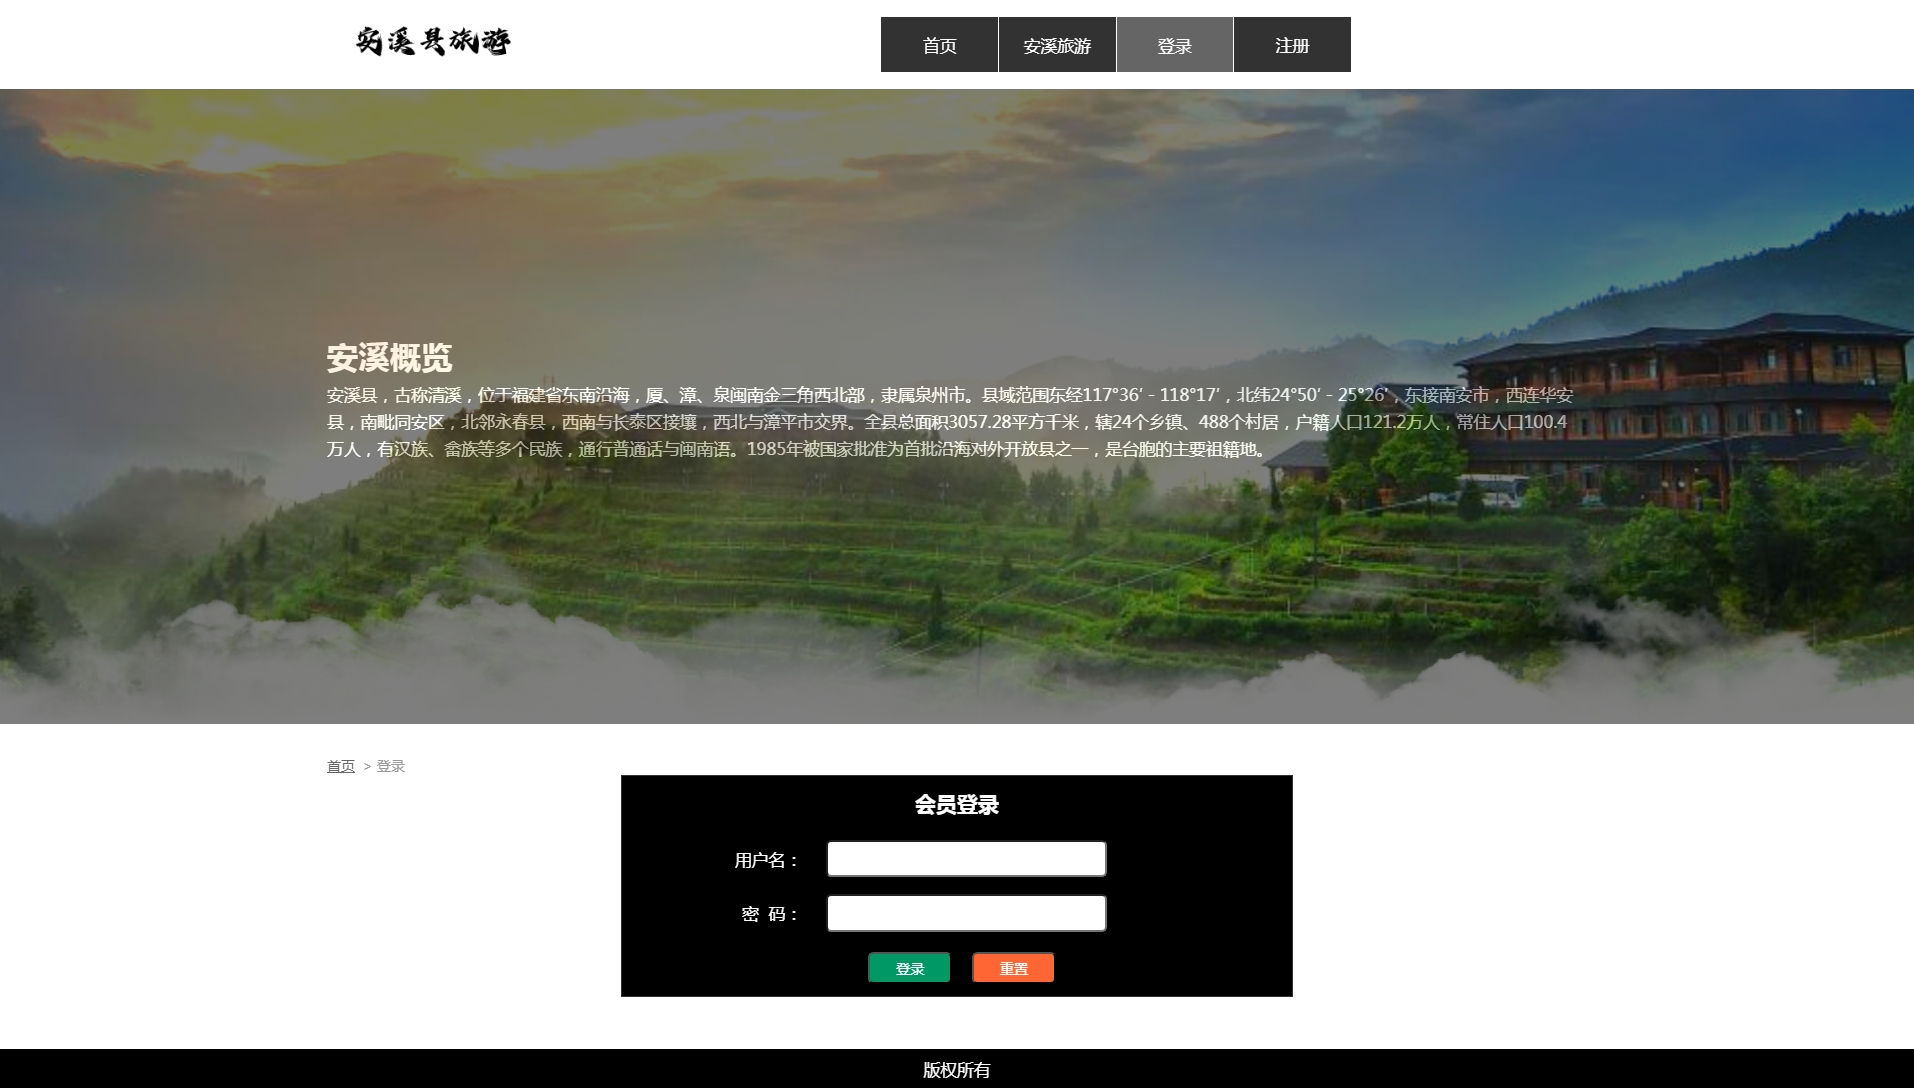 安溪县旅游
首页 安溪旅游 登录 注册
安溪概览
安溪县，古称清溪，位于福建省东南沿海，厦、漳、泉闽南金三角西北部，隶属泉州市。县域范围东经117°36′ - 118°17′，北纬24°50′ - 25°26′，东接南安市，西连华安
县，南毗同安区，北邻永春县，西南与长泰区接壤，西北与漳平市交界。全县总面积3057.28平方千米，辖24个乡镇、488个村居，户籍人口121.2万人，常住人口100.4
万人，有汉族、畲族等多个民族，通行普通话与闽南语。1985年被国家批准为首批沿海对外开放县之一，是台胞的主要祖籍地。
首页 > 登录
会员登录
用户名：
密 码：
登录 重置
版权所有